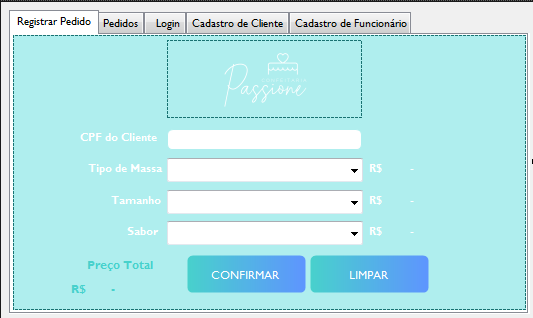 Registrar Pedido Pedidos Login Cadastro de Cliente Cadastro de Funcionário
CONFEITARIA
Passione
CPF do Cliente
Tipo de Massa R$ -
Tamanho R$ -
Sabor R$ -
Preço Total
R$ -
CONFIRMAR LIMPAR